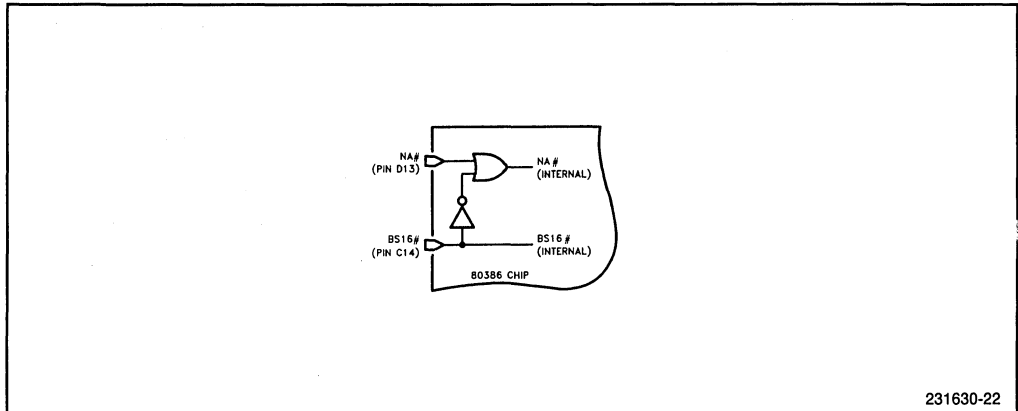 NA#
(PIN D13)
NA#
(INTERNAL)
BS16#
(PIN C14)
BS16#
(INTERNAL)
80386 CHIP
231630-22